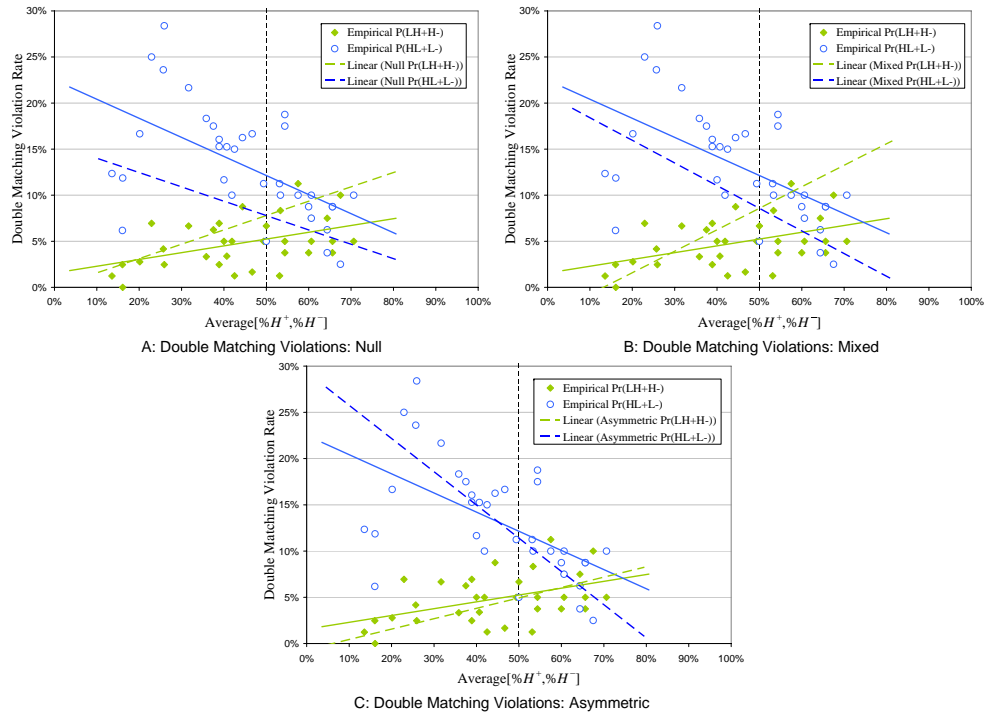 30%
25%
20%
15%
10%
5%
0%
Double Matching Violation Rate
Empirical P(LH+H-)
Empirical P(HL+L-)
Linear (Null Pr(LH+H-))
Linear (Null Pr(HL+L-))
0% 10% 20% 30% 40% 50% 60% 70% 80% 90% 100%
Average[%H⁺,%H⁻]
A: Double Matching Violations: Null
30%
25%
20%
15%
10%
5%
0%
Double Matching Violation Rate
Empirical Pr(LH+H-)
Empirical Pr(HL+L-)
Linear (Mixed Pr(LH+H-))
Linear (Mixed Pr(HL+L-))
0% 10% 20% 30% 40% 50% 60% 70% 80% 90% 100%
Average[%H⁺,%H⁻]
B: Double Matching Violations: Mixed
30%
25%
20%
15%
10%
5%
0%
Double Matching Violation Rate
Empirical Pr(LH+H-)
Empirical Pr(HL+L-)
Linear (Asymmetric Pr(LH+H-))
Linear (Asymmetric Pr(HL+L-))
0% 10% 20% 30% 40% 50% 60% 70% 80% 90% 100%
Average[%H⁺,%H⁻]
C: Double Matching Violations: Asymmetric